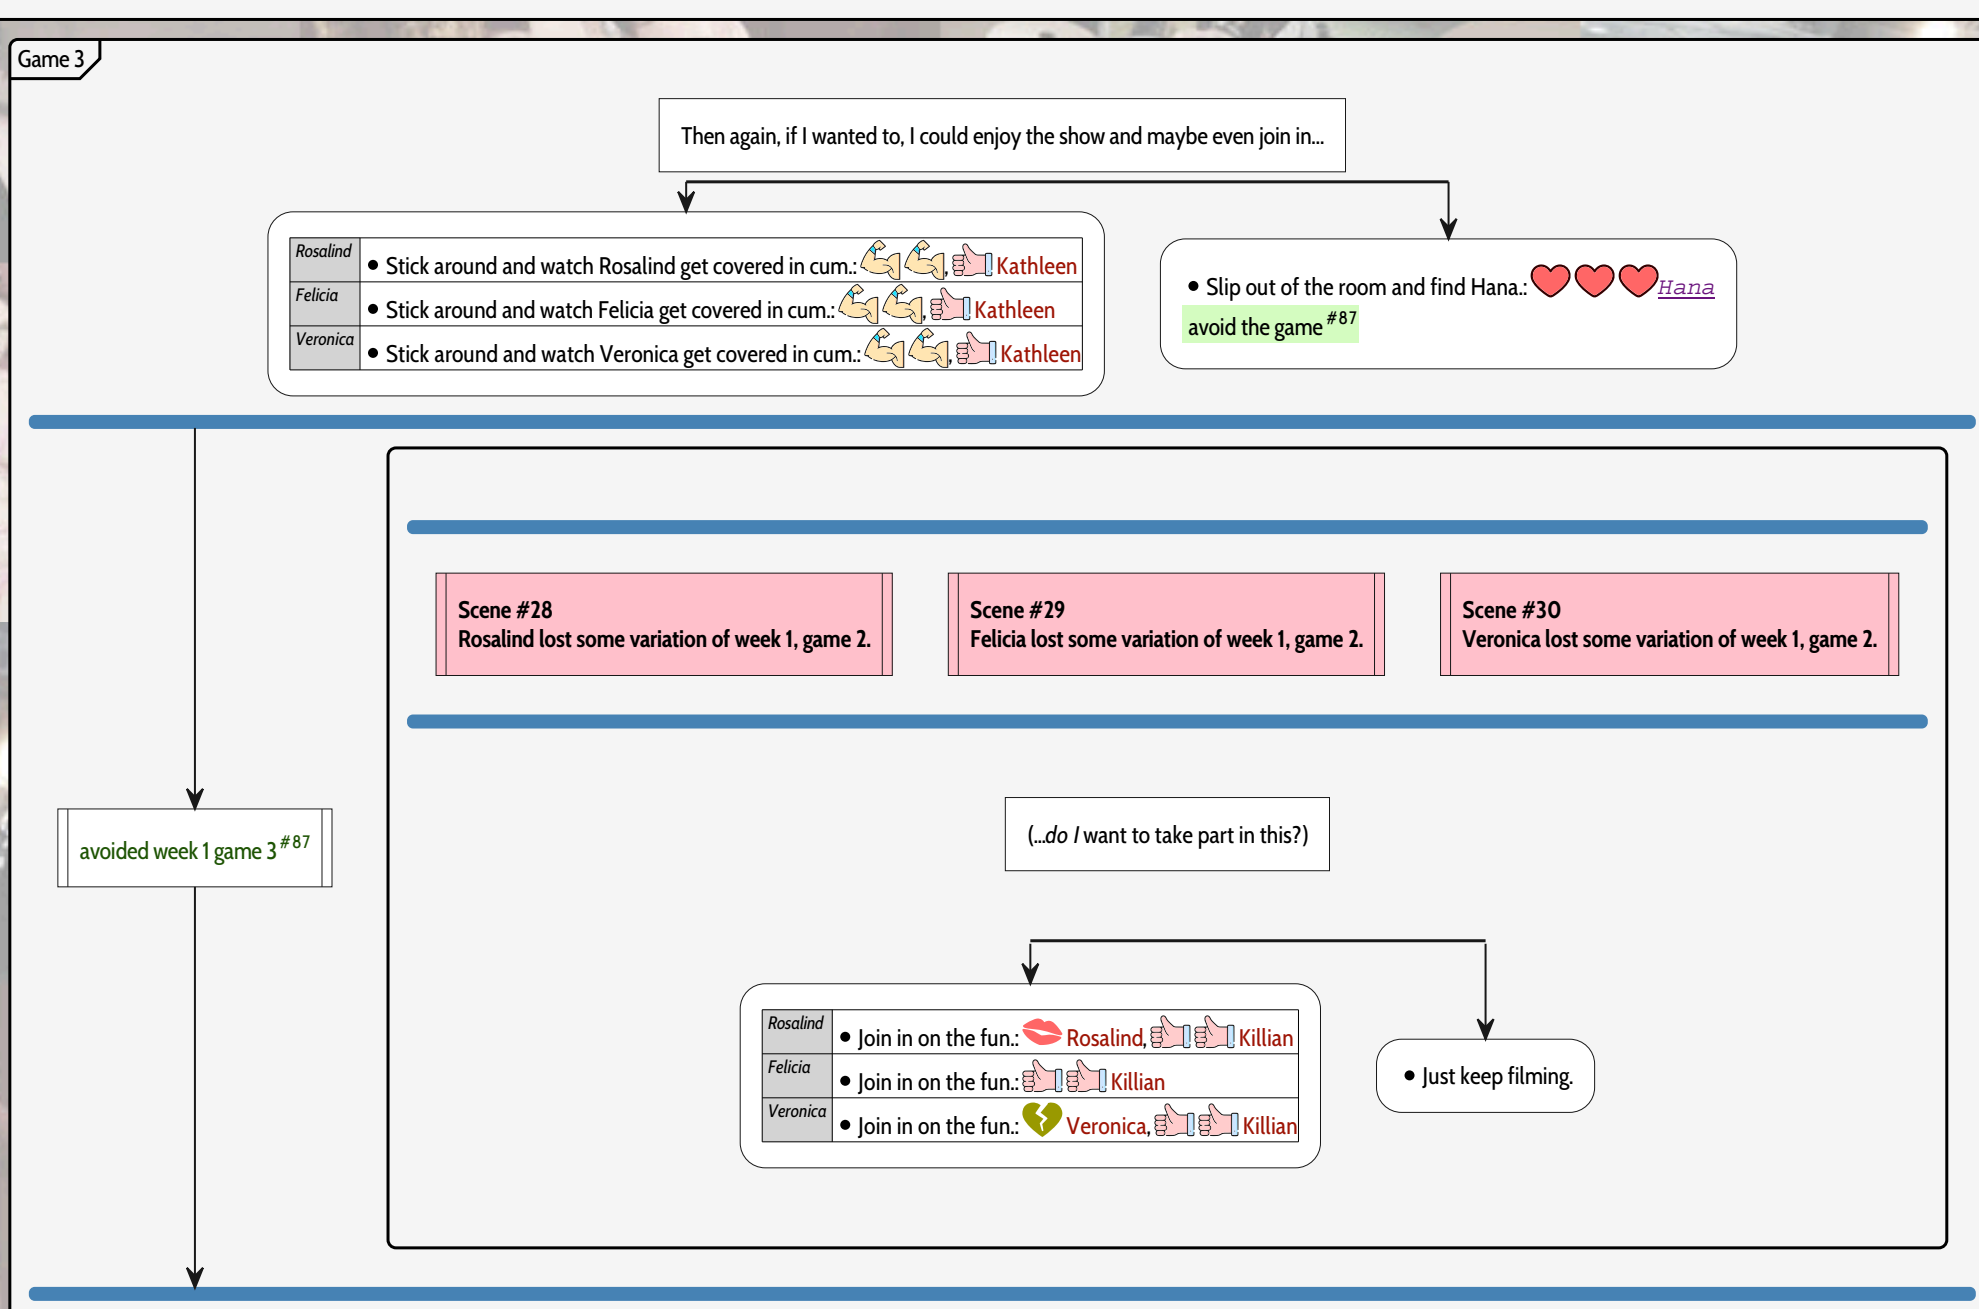 Game 3
Then again, if I wanted to, I could enjoy the show and maybe even join in...
Rosalind
• Stick around and watch Rosalind get covered in cum.: , Kathleen
Felicia
• Stick around and watch Felicia get covered in cum.: , Kathleen
Veronica
• Stick around and watch Veronica get covered in cum.: , Kathleen
• Slip out of the room and find Hana.: Hana
avoid the game #87
Scene #28
Rosalind lost some variation of week 1, game 2.
Scene #29
Felicia lost some variation of week 1, game 2.
Scene #30
Veronica lost some variation of week 1, game 2.
(...do I want to take part in this?)
avoided week 1 game 3 #87
Rosalind
• Join in on the fun.: Rosalind, Killian
Felicia
• Join in on the fun.: Killian
Veronica
• Join in on the fun.: Veronica, Killian
• Just keep filming.